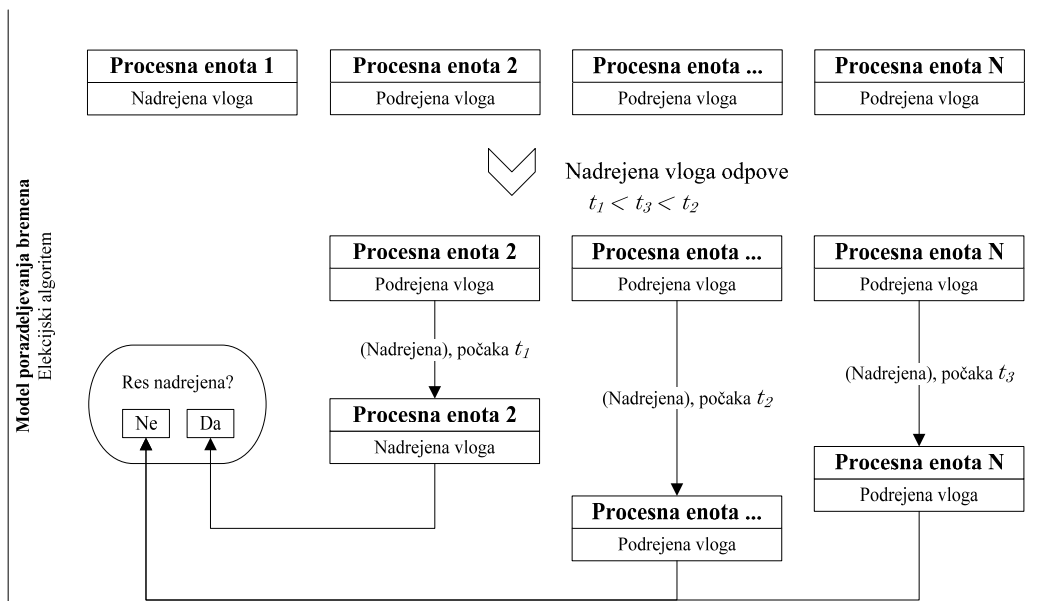 Model porazdeljevanja bremena
Elekcijski algoritem
Procesna enota 1
Nadrejena vloga
Procesna enota 2
Podrejena vloga
Procesna enota ...
Podrejena vloga
Procesna enota N
Podrejena vloga
Nadrejena vloga odpove
t1 < t3 < t2
Procesna enota 2
Podrejena vloga
Procesna enota ...
Podrejena vloga
Procesna enota N
Podrejena vloga
(Nadrejena), počaka t1
(Nadrejena), počaka t2
(Nadrejena), počaka t3
Res nadrejena?
Ne
Da
Procesna enota 2
Nadrejena vloga
Procesna enota ...
Podrejena vloga
Procesna enota N
Podrejena vloga